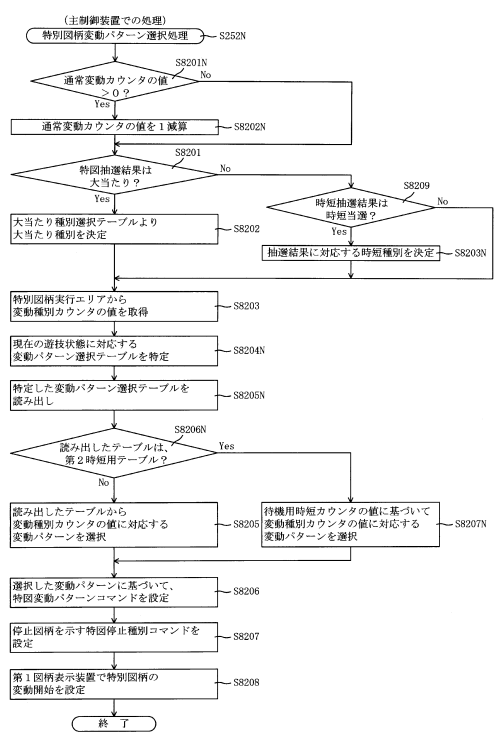 (主制御装置での処理)
特別図柄変動パターン選択処理
S252N
通常変動カウンタの値
>0?
S8201N
No
Yes
通常変動カウンタの値を1減算
S8202N
特図抽選結果は
大当たり?
S8201
No
Yes
時短抽選結果は
時短当選?
S8209
No
Yes
大当たり種別選択テーブルより
大当たり種別を決定
S8202
抽選結果に対応する時短種別を決定
S8203N
特別図柄実行エリアから
変動種別カウンタの値を取得
S8203
現在の遊技状態に対応する
変動パターン選択テーブルを特定
S8204N
特定した変動パターン選択テーブルを
読み出し
S8205N
読み出したテーブルは、
第2時短用テーブル?
S8206N
Yes
No
読み出したテーブルから
変動種別カウンタの値に対応する
変動パターンを選択
S8205
待機用時短カウンタの値に基づいて
変動種別カウンタの値に対応する
変動パターンを選択
S8207N
選択した変動パターンに基づいて、
特図変動パターンコマンドを設定
S8206
停止図柄を示す特図停止種別コマンドを
設定
S8207
第1図柄表示装置で特別図柄の
変動開始を設定
S8208
終 了